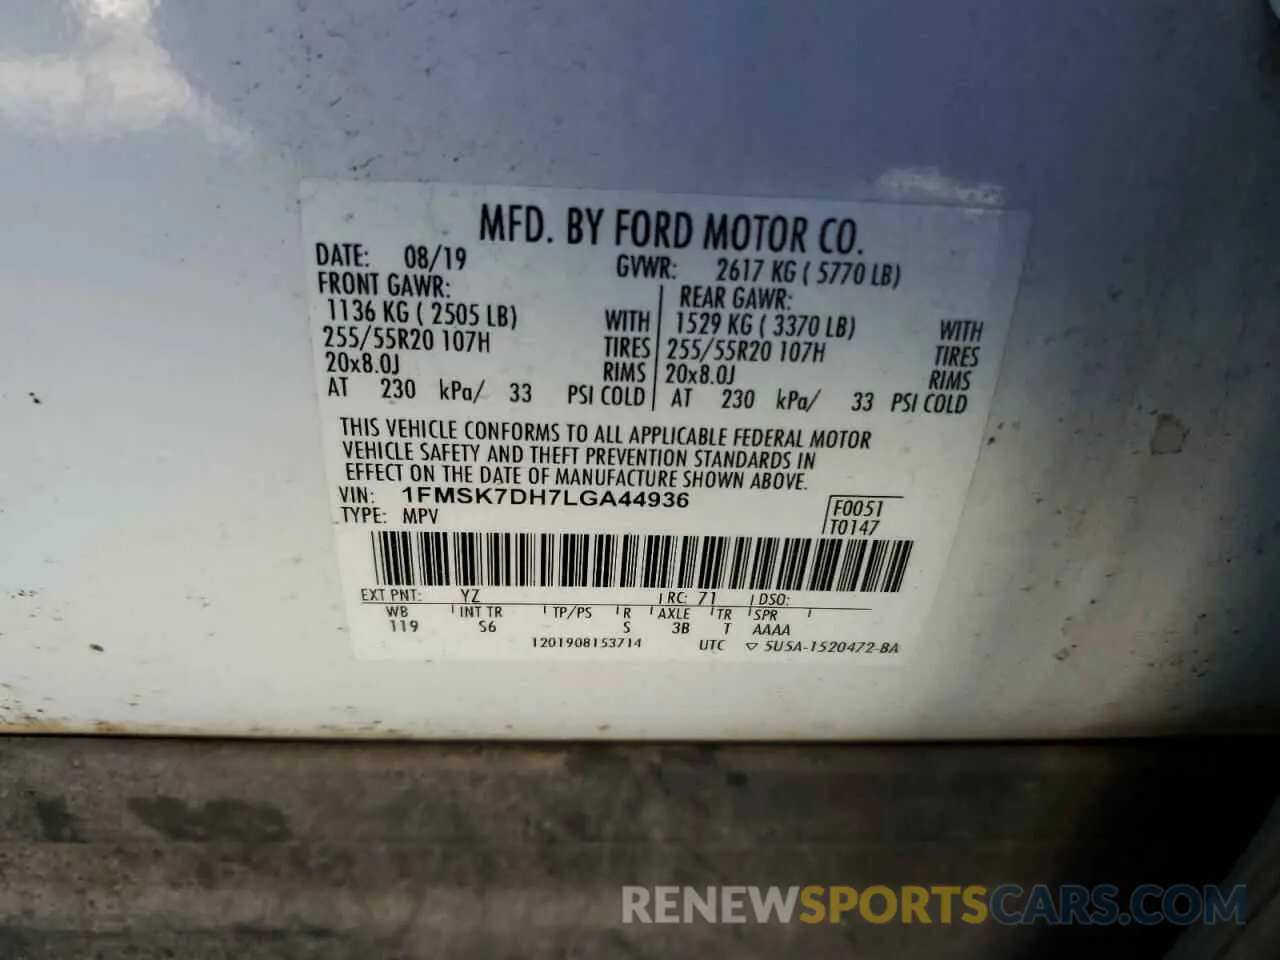 MFD. BY FORD MOTOR CO.
DATE: 08/19 GVWR: 2617 KG ( 5770 LB)
FRONT GAWR: REAR GAWR:
1136 KG ( 2505 LB) WITH 1529 KG ( 3370 LB) WITH
255/55R20 107H TIRES 255/55R20 107H TIRES
20x8.0J RIMS 20x8.0J RIMS
AT 230 kPa/ 33 PSI COLD AT 230 kPa/ 33 PSI COLD
THIS VEHICLE CONFORMS TO ALL APPLICABLE FEDERAL MOTOR
VEHICLE SAFETY AND THEFT PREVENTION STANDARDS IN
EFFECT ON THE DATE OF MANUFACTURE SHOWN ABOVE.
VIN: 1FMSK7DH7LGA44936 F0051
TYPE: MPV T0147
EXT PNT: YZ RC: 71 DSO:
WB INT TR TP/PS R AXLE TR SPR
119 S6 S 3B T AAAA
1201908153714 UTC ▽ 5U5A-1520472-BA
RENEWSPORTSCARS.COM